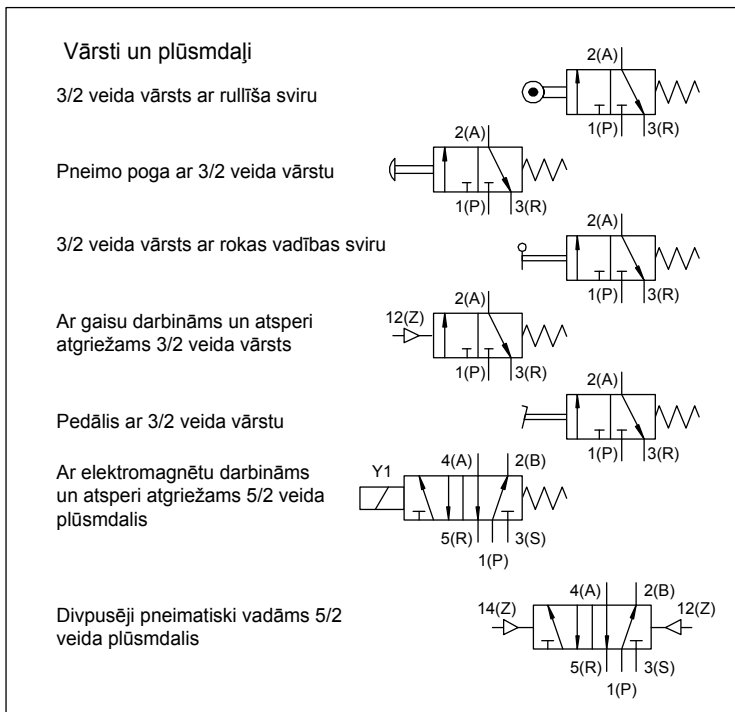 Vārsti un plūsmdaļi
3/2 veida vārsts ar rullīša sviru
2(A)
1(P)
3(R)
Pneimo poga ar 3/2 veida vārstu
2(A)
1(P)
3(R)
3/2 veida vārsts ar rokas vadības sviru
2(A)
1(P)
3(R)
Ar gaisu darbināms un atsperi
atgriežams 3/2 veida vārsts
12(Z)
2(A)
1(P)
3(R)
Pedālis ar 3/2 veida vārstu
2(A)
1(P)
3(R)
Ar elektromagnētu darbināms
un atsperi atgriežams 5/2 veida
plūsmdalis
Y1
4(A)
2(B)
5(R)
3(S)
1(P)
Divpusēji pneimatiski vadāms 5/2
veida plūsmdalis
14(Z)
4(A)
2(B)
12(Z)
5(R)
3(S)
1(P)